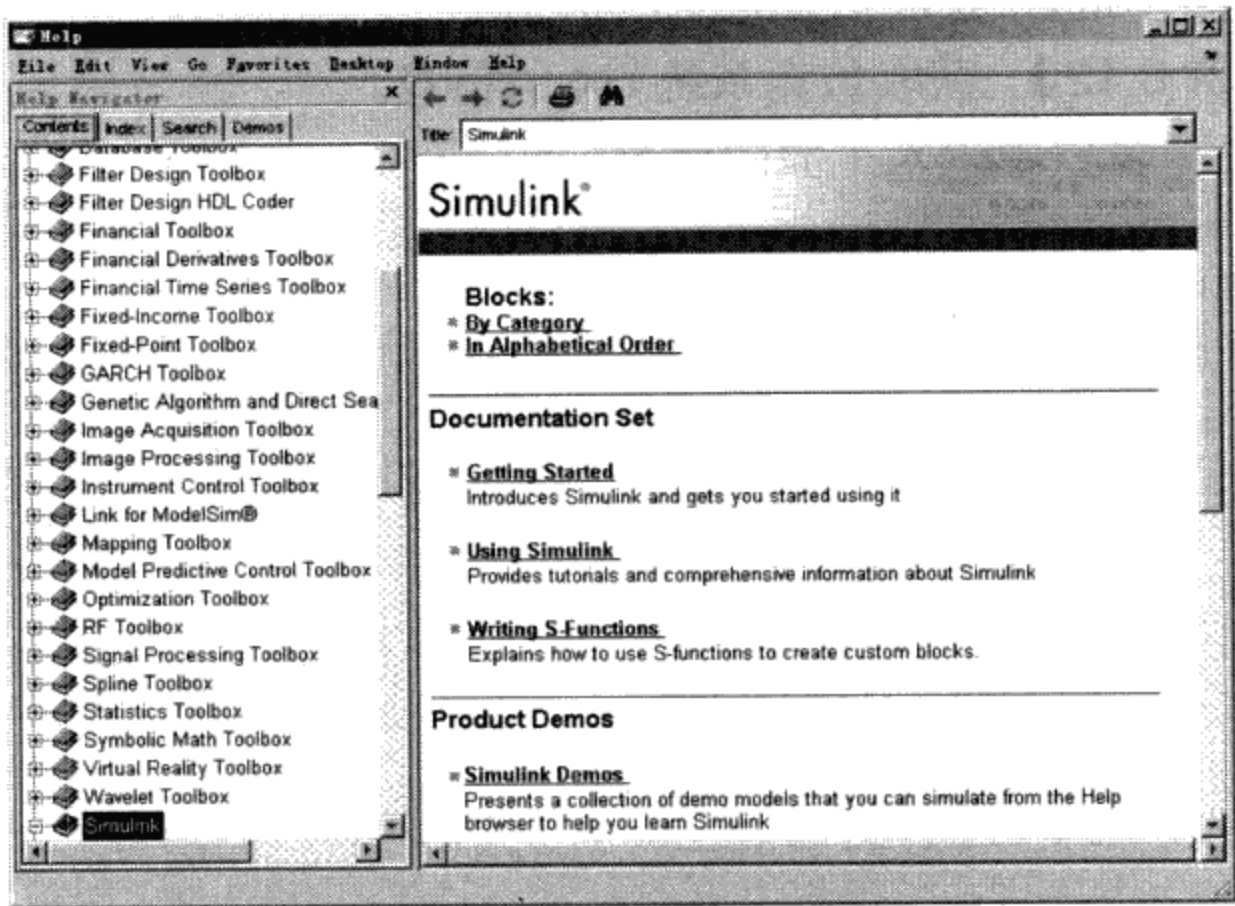 Help
File Edit View Go Favorites Desktop Window Help
Help Navigator
Contents Index Search Demos
Database Toolbox
Filter Design Toolbox
Filter Design HDL Coder
Financial Toolbox
Financial Derivatives Toolbox
Financial Time Series Toolbox
Fixed-Income Toolbox
Fixed-Point Toolbox
GARCH Toolbox
Genetic Algorithm and Direct Sea
Image Acquisition Toolbox
Image Processing Toolbox
Instrument Control Toolbox
Link for ModelSim®
Mapping Toolbox
Model Predictive Control Toolbox
Optimization Toolbox
RF Toolbox
Signal Processing Toolbox
Spline Toolbox
Statistics Toolbox
Symbolic Math Toolbox
Virtual Reality Toolbox
Wavelet Toolbox
Simulink
Title: Simulink
Simulink®
Blocks:
By Category
In Alphabetical Order
Documentation Set
Getting Started
Introduces Simulink and gets you started using it
Using Simulink
Provides tutorials and comprehensive information about Simulink
Writing S-Functions
Explains how to use S-functions to create custom blocks.
Product Demos
Simulink Demos
Presents a collection of demo models that you can simulate from the Help
browser to help you learn Simulink